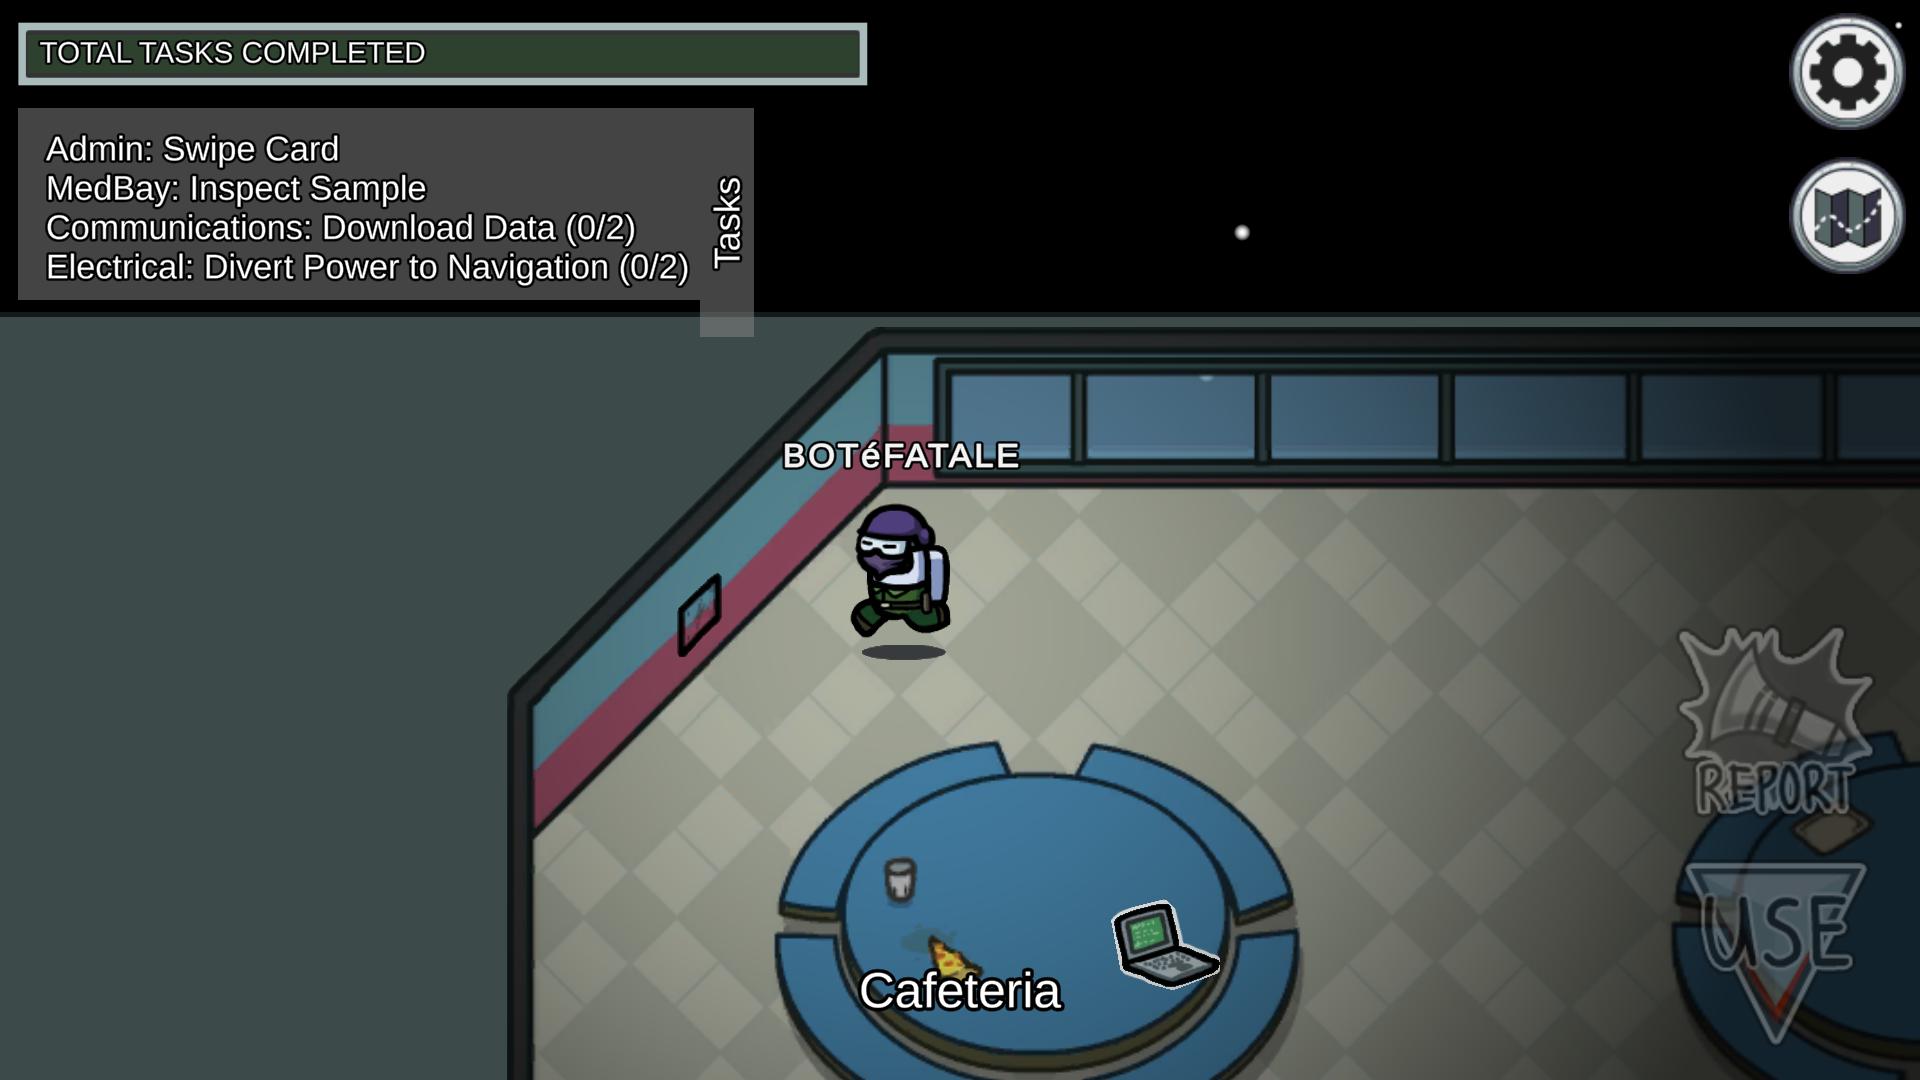 TOTAL TASKS COMPLETED
Admin: Swipe Card
MedBay: Inspect Sample
Communications: Download Data (0/2)
Electrical: Divert Power to Navigation (0/2)
Tasks
BOTéFATALE
REPORT
USE
Cafeteria